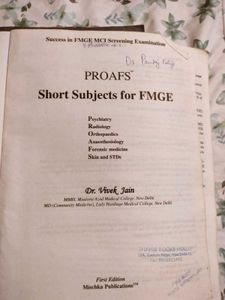 Success in FMGE MCI Screening Examination
Dr. Pankaj
PROAFS™
Short Subjects for FMGE
Psychiatry
Radiology
Orthopaedics
Anaesthesiology
Forensic medicine
Skin and STDs
Dr. Vivek Jain
MBBS, Maulana Azad Medical College, New Delhi
MD (Community Medicine), Lady Hardinge Medical College, New Delhi
First Edition
Mischka Publications™